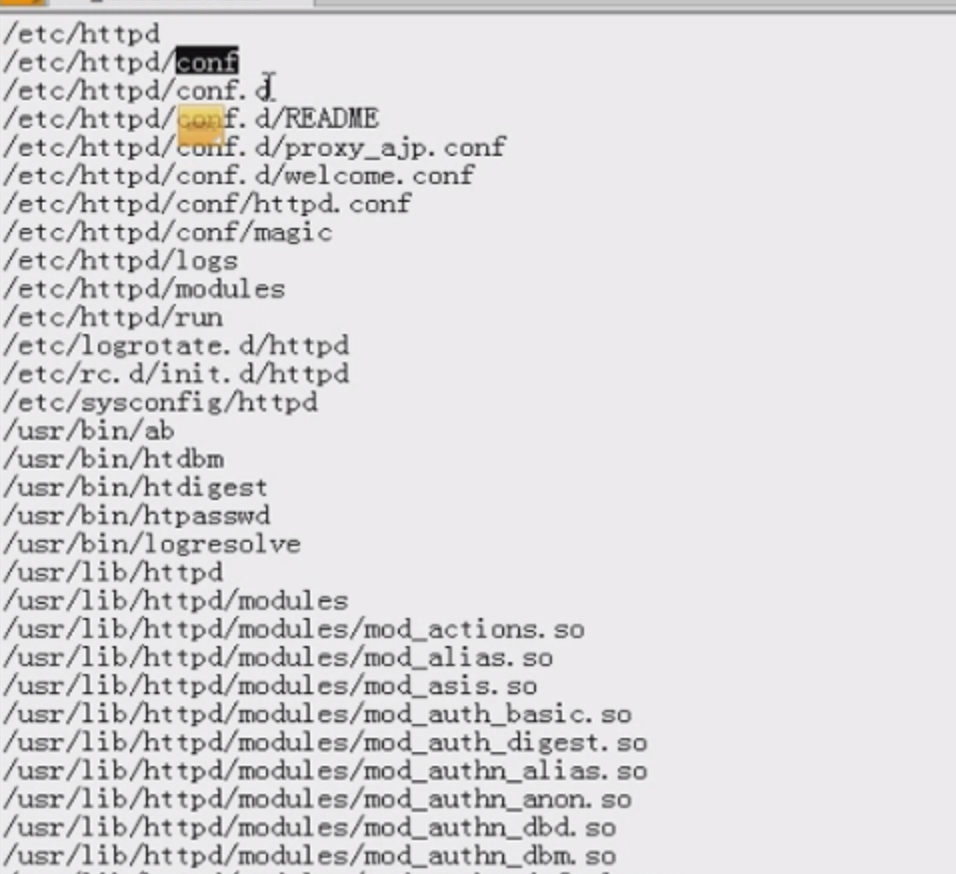 /etc/httpd
/etc/httpd/conf
/etc/httpd/conf.d
/etc/httpd/conf.d/README
/etc/httpd/conf.d/proxy_ajp.conf
/etc/httpd/conf.d/welcome.conf
/etc/httpd/conf/httpd.conf
/etc/httpd/conf/magic
/etc/httpd/logs
/etc/httpd/modules
/etc/httpd/run
/etc/logrotate.d/httpd
/etc/rc.d/init.d/httpd
/etc/sysconfig/httpd
/usr/bin/ab
/usr/bin/htdbm
/usr/bin/htdigest
/usr/bin/htpasswd
/usr/bin/logresolve
/usr/lib/httpd
/usr/lib/httpd/modules
/usr/lib/httpd/modules/mod_actions.so
/usr/lib/httpd/modules/mod_alias.so
/usr/lib/httpd/modules/mod_asis.so
/usr/lib/httpd/modules/mod_auth_basic.so
/usr/lib/httpd/modules/mod_auth_digest.so
/usr/lib/httpd/modules/mod_authn_alias.so
/usr/lib/httpd/modules/mod_authn_anon.so
/usr/lib/httpd/modules/mod_authn_dbd.so
/usr/lib/httpd/modules/mod_authn_dbm.so